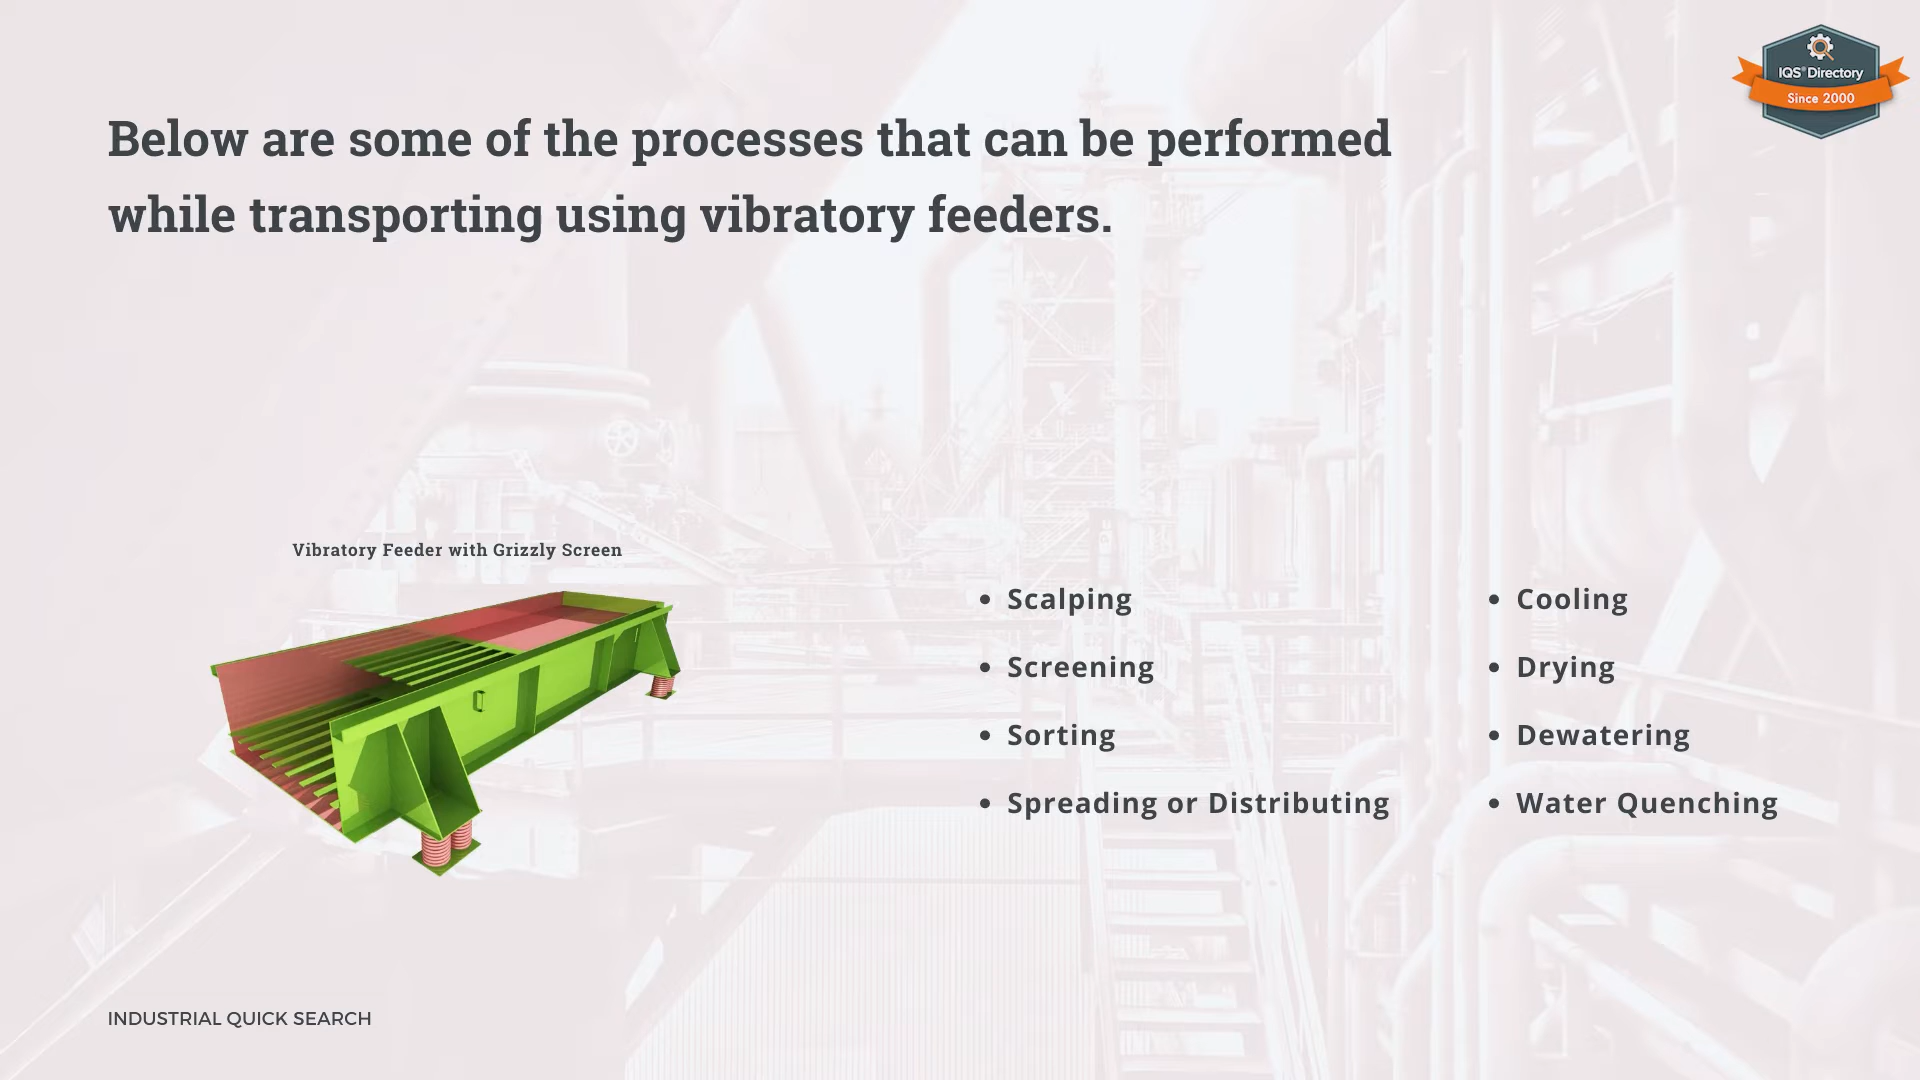 IQS® Directory
Since 2000
Below are some of the processes that can be performed
while transporting using vibratory feeders.
Vibratory Feeder with Grizzly Screen
• Scalping
• Screening
• Sorting
• Spreading or Distributing
• Cooling
• Drying
• Dewatering
• Water Quenching
INDUSTRIAL QUICK SEARCH